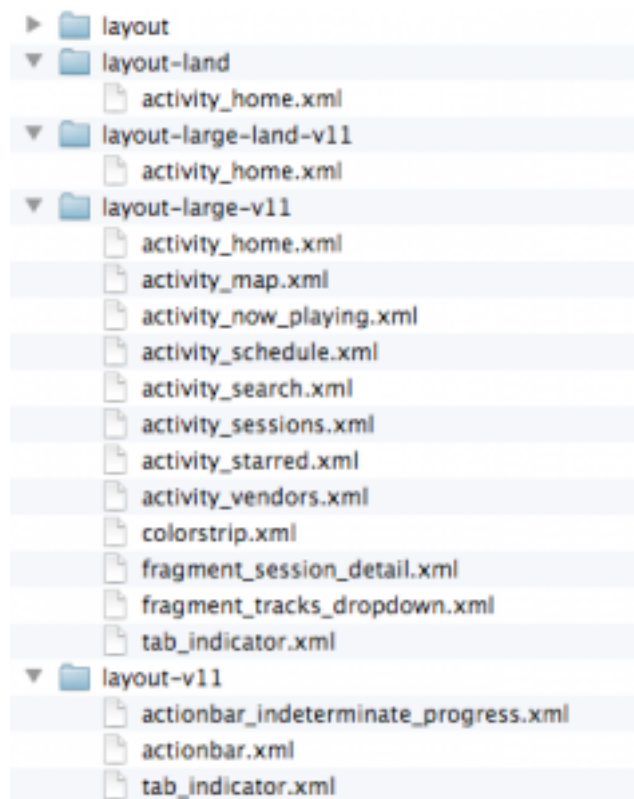 layout
layout-land
activity_home.xml
layout-large-land-v11
activity_home.xml
layout-large-v11
activity_home.xml
activity_map.xml
activity_now_playing.xml
activity_schedule.xml
activity_search.xml
activity_sessions.xml
activity_starred.xml
activity_vendors.xml
colorstrip.xml
fragment_session_detail.xml
fragment_tracks_dropdown.xml
tab_indicator.xml
layout-v11
actionbar_indeterminate_progress.xml
actionbar.xml
tab_indicator.xml